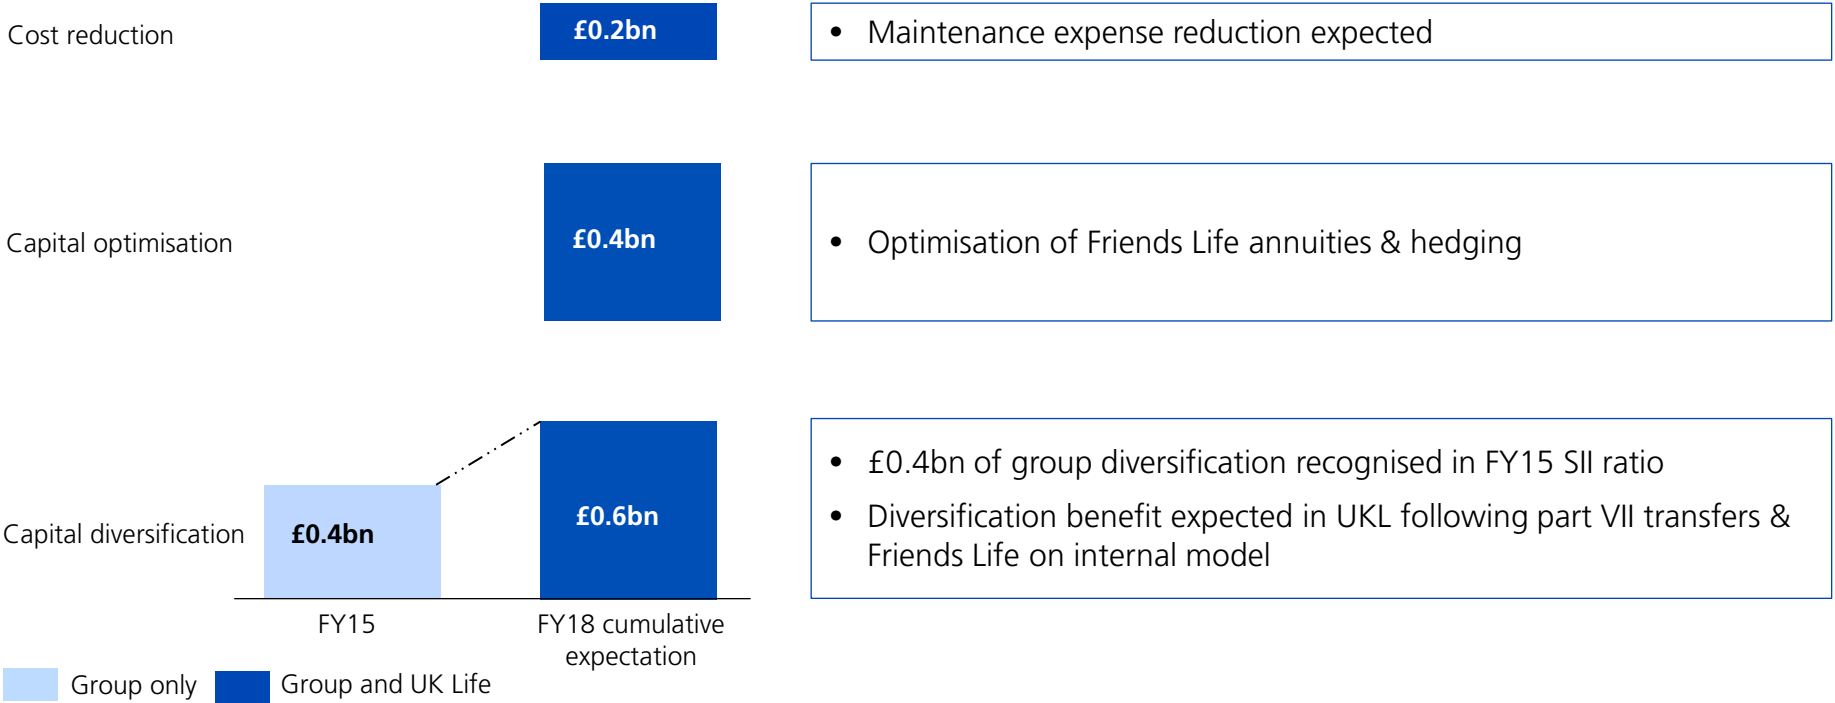 Cost reduction
£0.2bn
• Maintenance expense reduction expected
Capital optimisation
£0.4bn
• Optimisation of Friends Life annuities & hedging
Capital diversification
£0.4bn
£0.6bn
• £0.4bn of group diversification recognised in FY15 SII ratio
• Diversification benefit expected in UKL following part VII transfers &
Friends Life on internal model
FY15
FY18 cumulative
expectation
Group only
Group and UK Life